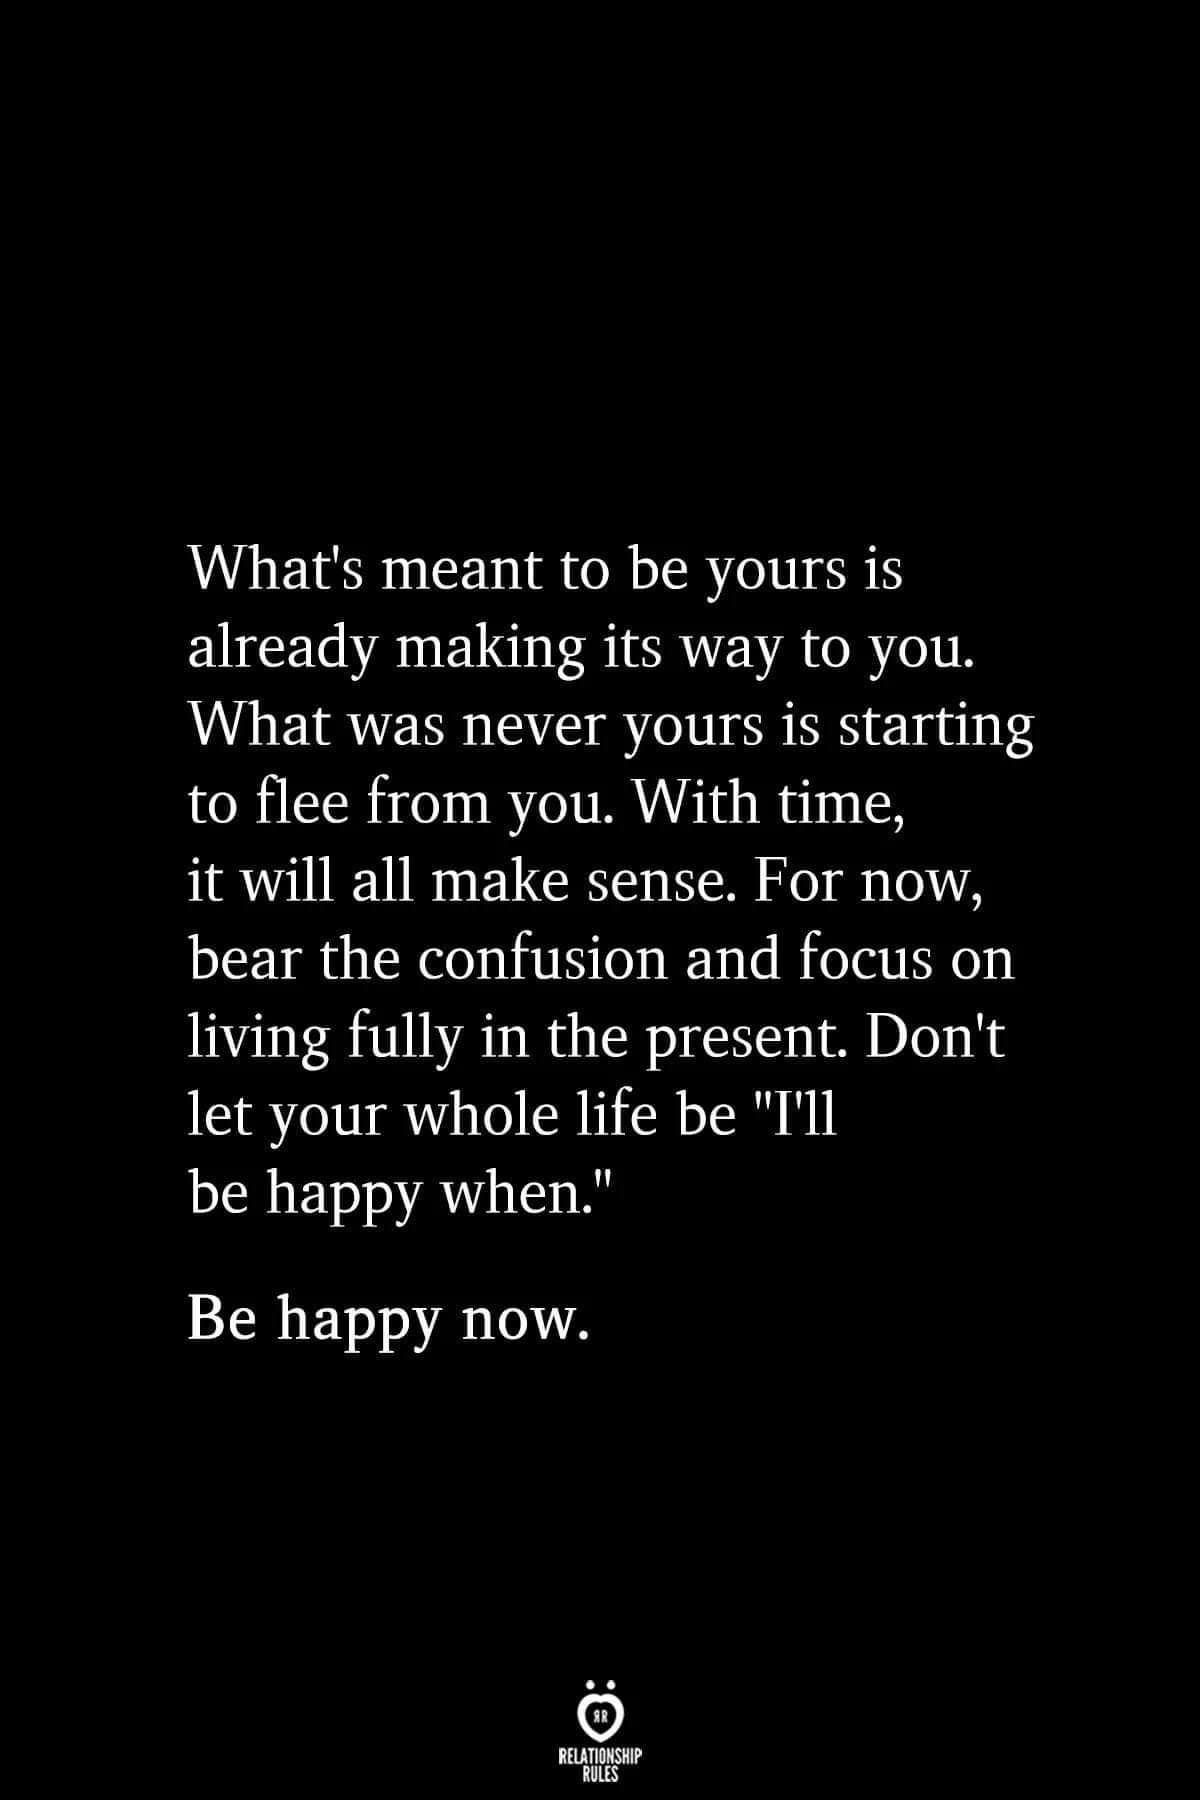 What's meant to be yours is
already making its way to you.
What was never yours is starting
to flee from you. With time,
it will all make sense. For now,
bear the confusion and focus on
living fully in the present. Don't
let your whole life be "I'll
be happy when."
Be happy now.
RR
RELATIONSHIP
RULES